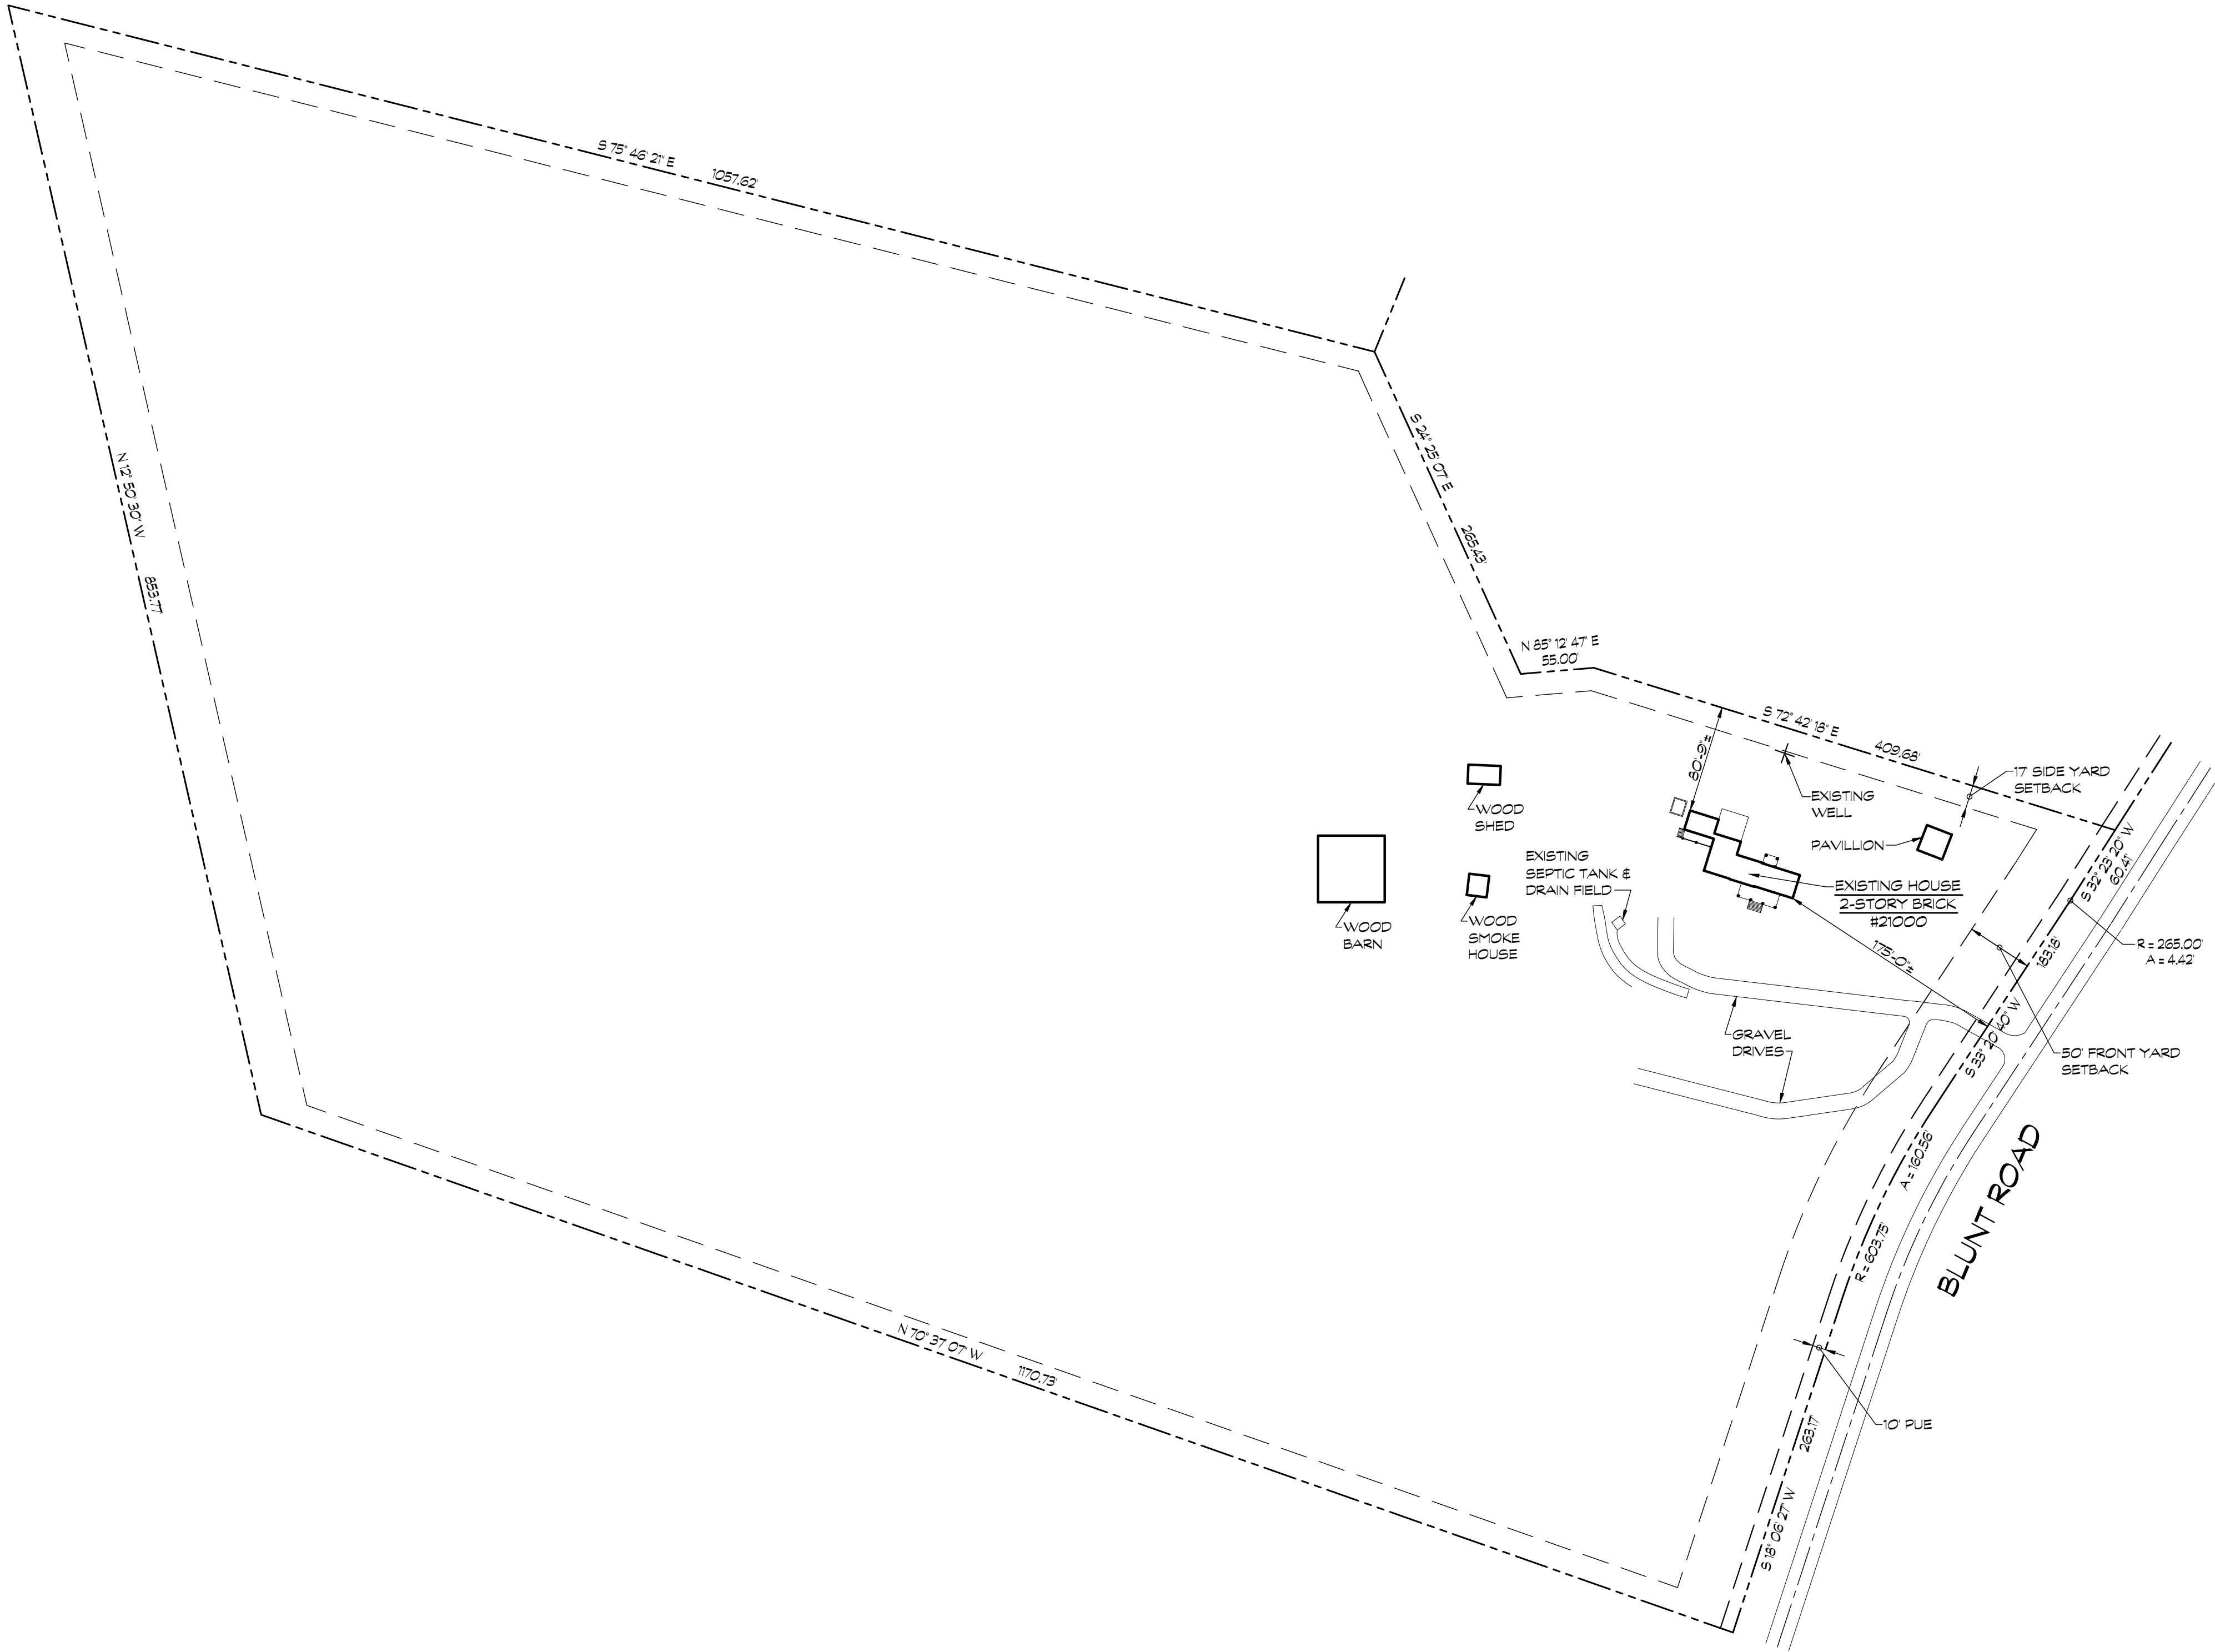 S 75° 46' 21" E
1057.62'
S 24° 25' 07" E
265.43'
N 12° 50' 30" W
853.77'
N 85° 12' 47" E
55.00'
S 72° 42' 18" E
409.68'
80'-9"±
17' SIDE YARD
SETBACK
EXISTING
WELL
PAVILLION
WOOD
SHED
WOOD
BARN
WOOD
SMOKE
HOUSE
EXISTING
SEPTIC TANK &
DRAIN FIELD
EXISTING HOUSE
2-STORY BRICK
#21000
S 32° 23' 20" W
60.41'
R = 265.00'
A = 4.42'
183.18'
175'-0"±
S 33° 20' 40" W
50' FRONT YARD
SETBACK
GRAVEL
DRIVES
A = 160.56'
R = 603.75'
BLUNT ROAD
10' PUE
263.17'
S 18° 06' 27" W
N 70° 37' 07" W
1170.73'